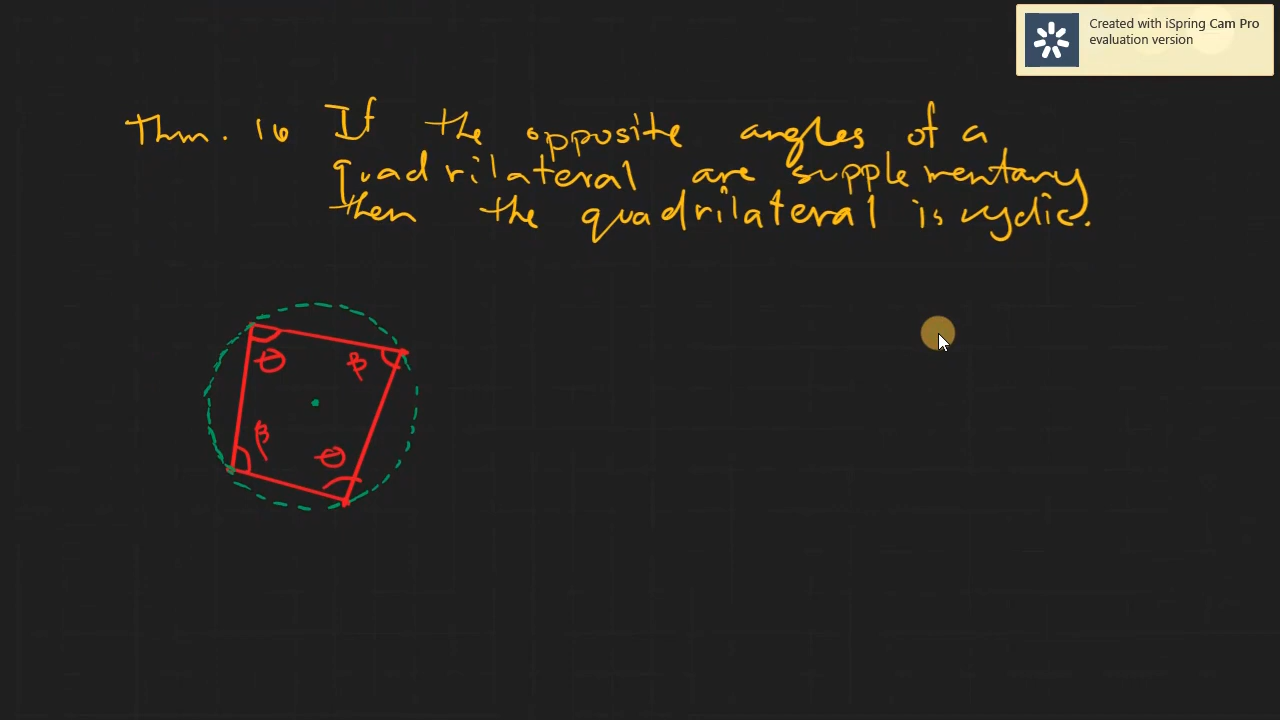 Created with iSpring Cam Pro
evaluation version
Thm. 16 If the opposite angles of a
quadrilateral are supplementary
then the quadrilateral is cyclic.
θ β
β θ